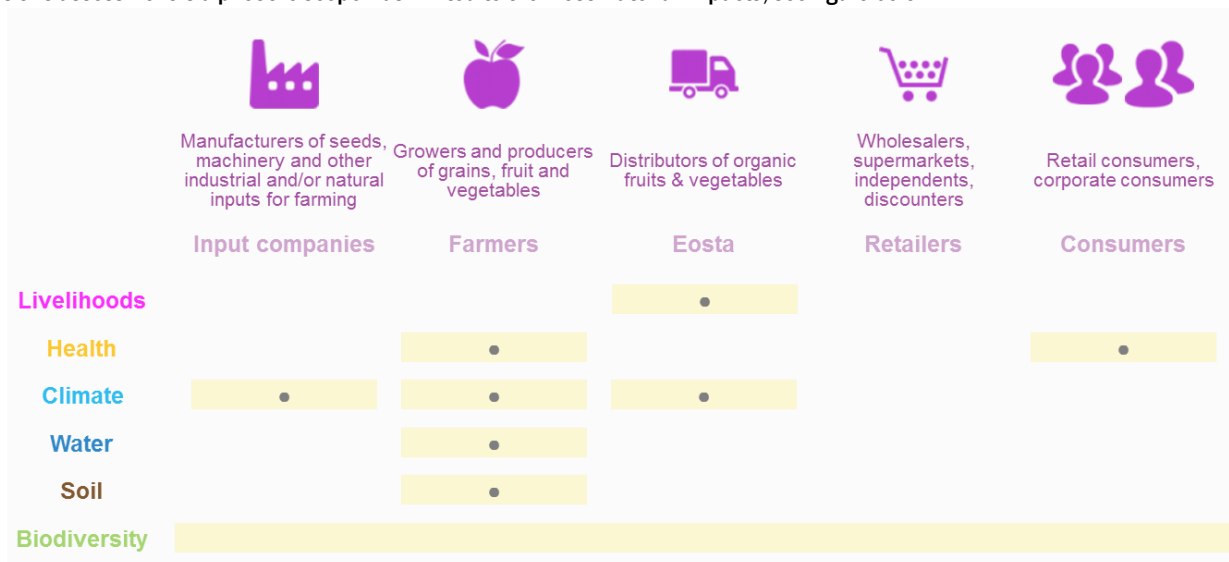 Manufacturers of seeds,
machinery and other
industrial and/or natural
inputs for farming
Growers and producers
of grains, fruit and
vegetables
Distributors of organic
fruits & vegetables
Wholesalers,
supermarkets,
independents,
discounters
Retail consumers,
corporate consumers
Input companies
Farmers
Eosta
Retailers
Consumers
Livelihoods
Health
Climate
Water
Soil
Biodiversity